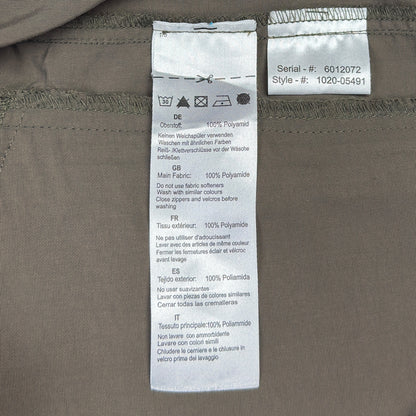 Serial - #: 6012072
Style - #: 1020-05491
30
DE
Oberstoff: 100% Polyamid
Keinen Weichspüler verwenden
Waschen mit ähnlichen Farben
Reiß- /Klettverschlüsse vor der Wäsche
schließen
GB
Main Fabric: 100% Polyamide
Do not use fabric softeners
Wash with similar colours
Close zippers and velcros before
washing
FR
Tissu extérieur: 100% Polyamide
Ne pas utiliser d'adoucissant
Laver avec des articles de même couleur
Fermer les fermetures éclair et velcro
avant lavage
ES
Tejido exterior: 100% Poliamida
No usar suavizantes
Lavar con piezas de colores similares
Cerrar todas las cramalleras
IT
Tessuto principale:100% Poliammide
Non lavare con ammorbidente
Lavare con colori simili
Chiudere le cerniere e le chiusure in
velcro prima del lavaggio